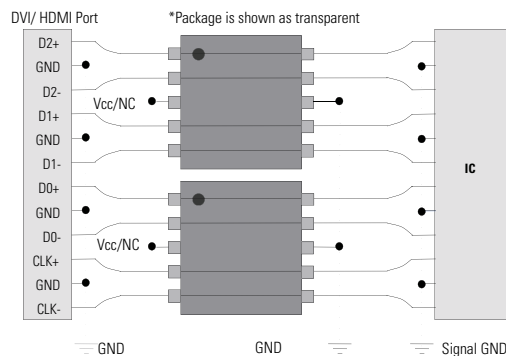 DVI/ HDMI Port
*Package is shown as transparent
D2+
GND
D2-
Vcc/NC
D1+
GND
D1-
IC
D0+
GND
D0-
Vcc/NC
CLK+
GND
CLK-
GND
GND
Signal GND